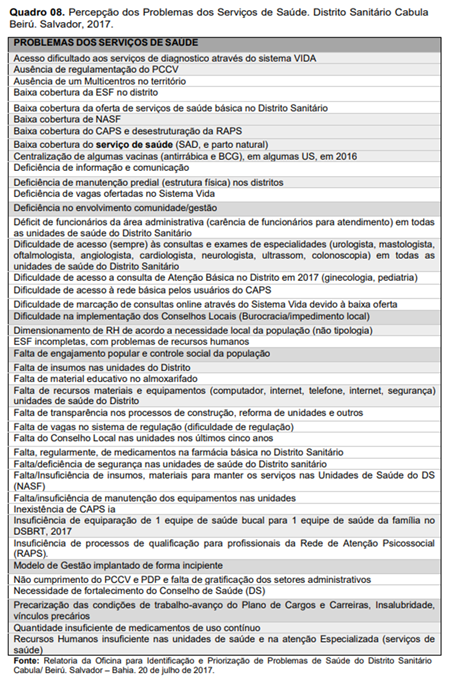 Quadro 08. Percepção dos Problemas dos Serviços de Saúde. Distrito Sanitário Cabula
Beirú. Salvador, 2017.
PROBLEMAS DOS SERVIÇOS DE SAÚDE
Acesso dificultado aos serviços de diagnostico através do sistema VIDA
Ausência de regulamentação do PCCV
Ausência de um Multicentros no território
Baixa cobertura da ESF no distrito
Baixa cobertura da oferta de serviços de saúde básica no Distrito Sanitário
Baixa cobertura de NASF
Baixa cobertura do CAPS e desestruturação da RAPS
Baixa cobertura do serviço de saúde (SAD, e parto natural)
Centralização de algumas vacinas (antirrábica e BCG), em algumas US, em 2016
Deficiência de informação e comunicação
Deficiência de manutenção predial (estrutura física) nos distritos
Deficiência de vagas ofertadas no Sistema Vida
Deficiência no envolvimento comunidade/gestão
Déficit de funcionários da área administrativa (carência de funcionários para atendimento) em todas
as unidades de saúde do Distrito Sanitário
Dificuldade de acesso (sempre) às consultas e exames de especialidades (urologista, mastologista,
oftalmologista, angiologista, cardiologista, neurologista, ultrassom, colonoscopia) em todas as
unidades de saúde do Distrito Sanitário
Dificuldade de acesso a consulta de Atenção Básica no Distrito em 2017 (ginecologia, pediatria)
Dificuldade de acesso à rede básica pelos usuários do CAPS
Dificuldade de marcação de consultas online através do Sistema Vida devido à baixa oferta
Dificuldade na implementação dos Conselhos Locais (Burocracia/impedimento local)
Dimensionamento de RH de acordo a necessidade local da população (não tipologia)
ESF incompletas, com problemas de recursos humanos
Falta de engajamento popular e controle social da população
Falta de insumos nas unidades do Distrito
Falta de material educativo no almoxarifado
Falta de recursos materiais e equipamentos (computador, internet, telefone, internet, segurança)
unidades de saúde do Distrito
Falta de transparência nos processos de construção, reforma de unidades e outros
Falta de vagas no sistema de regulação (dificuldade de regulação)
Falta do Conselho Local nas unidades nos últimos cinco anos
Falta, regularmente, de medicamentos na farmácia básica no Distrito Sanitário
Falta/deficiência de segurança nas unidades de saúde do Distrito sanitário
Falta/Insuficiência de insumos, materiais para manter os serviços nas Unidades de Saúde do DS
(NASF)
Falta/insuficiência de manutenção dos equipamentos nas unidades
Inexistência de CAPS ia
Insuficiência de equiparação de 1 equipe de saúde bucal para 1 equipe de saúde da família no
DSBRT, 2017
Insuficiência de processos de qualificação para profissionais da Rede de Atenção Psicossocial
(RAPS).
Modelo de Gestão implantado de forma incipiente
Não cumprimento do PCCV e PDP e falta de gratificação dos setores administrativos
Necessidade de fortalecimento do Conselho de Saúde (DS)
Precarização das condições de trabalho-avanço do Plano de Cargos e Carreiras, Insalubridade,
vínculos precários
Quantidade insuficiente de medicamentos de uso contínuo
Recursos Humanos insuficiente nas unidades de saúde e na atenção Especializada (serviços de
saúde)
Fonte: Relatoria da Oficina para Identificação e Priorização de Problemas de Saúde do Distrito Sanitário
Cabula/ Beirú. Salvador – Bahia. 20 de julho de 2017.